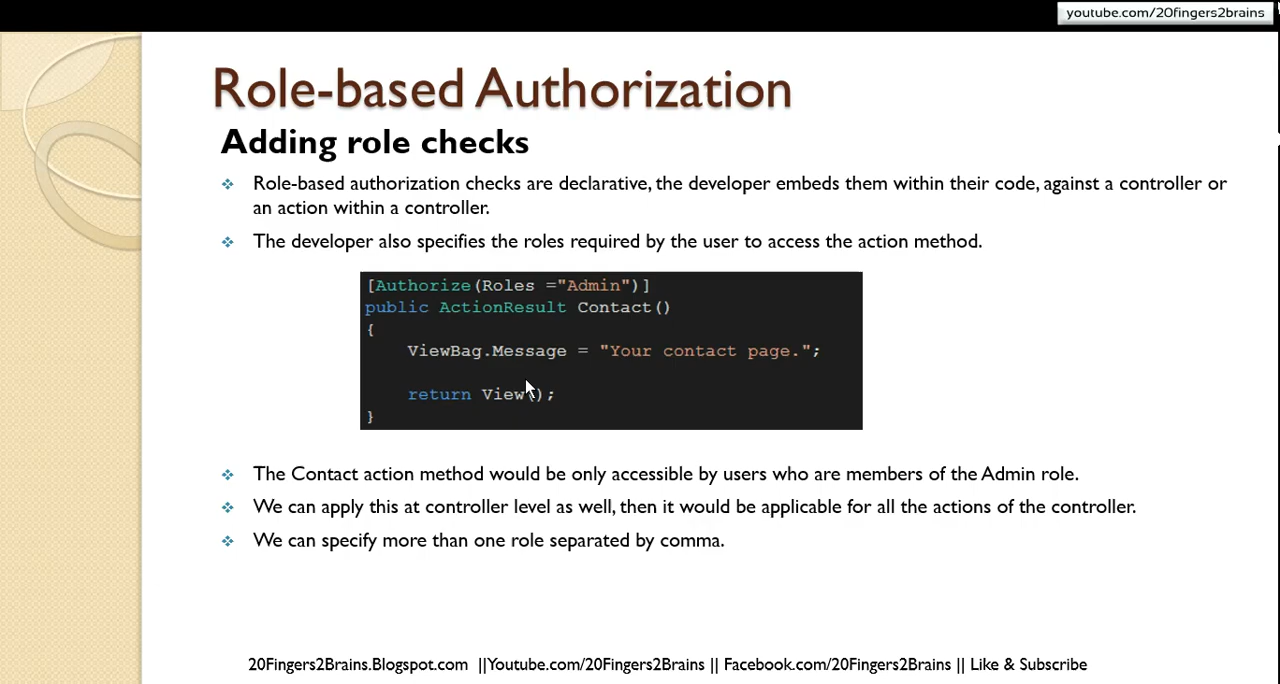 youtube.com/20fingers2brains
Role-based Authorization
Adding role checks
Role-based authorization checks are declarative, the developer embeds them within their code, against a controller or
an action within a controller.
The developer also specifies the roles required by the user to access the action method.
[Authorize(Roles ="Admin")]
public ActionResult Contact()
{
ViewBag.Message = "Your contact page.";
return View();
}
The Contact action method would be only accessible by users who are members of the Admin role.
We can apply this at controller level as well, then it would be applicable for all the actions of the controller.
We can specify more than one role separated by comma.
20Fingers2Brains.Blogspot.com ||Youtube.com/20Fingers2Brains || Facebook.com/20Fingers2Brains || Like & Subscribe